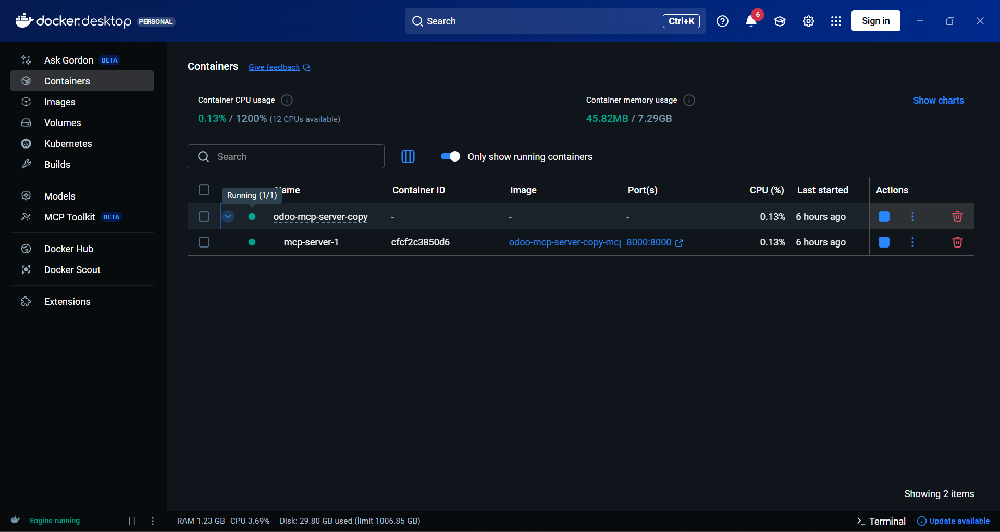 docker.desktop PERSONAL
Search Ctrl+K
6
Sign in
Ask Gordon BETA
Containers
Images
Volumes
Kubernetes
Builds
Models
MCP Toolkit BETA
Docker Hub
Docker Scout
Extensions
Containers Give feedback
Container CPU usage
0.13% / 1200% (12 CPUs available)
Container memory usage
45.82MB / 7.29GB
Show charts
Search
Only show running containers
Running (1/1)
ame Container ID Image Port(s) CPU (%) Last started Actions
odoo-mcp-server-copy - - - 0.13% 6 hours ago
mcp-server-1 cfcf2c3850d6 odoo-mcp-server-copy-mcp 8000:8000 0.13% 6 hours ago
Showing 2 items
Engine running
RAM 1.23 GB CPU 3.69% Disk: 29.80 GB used (limit 1006.85 GB)
>_ Terminal
Update available